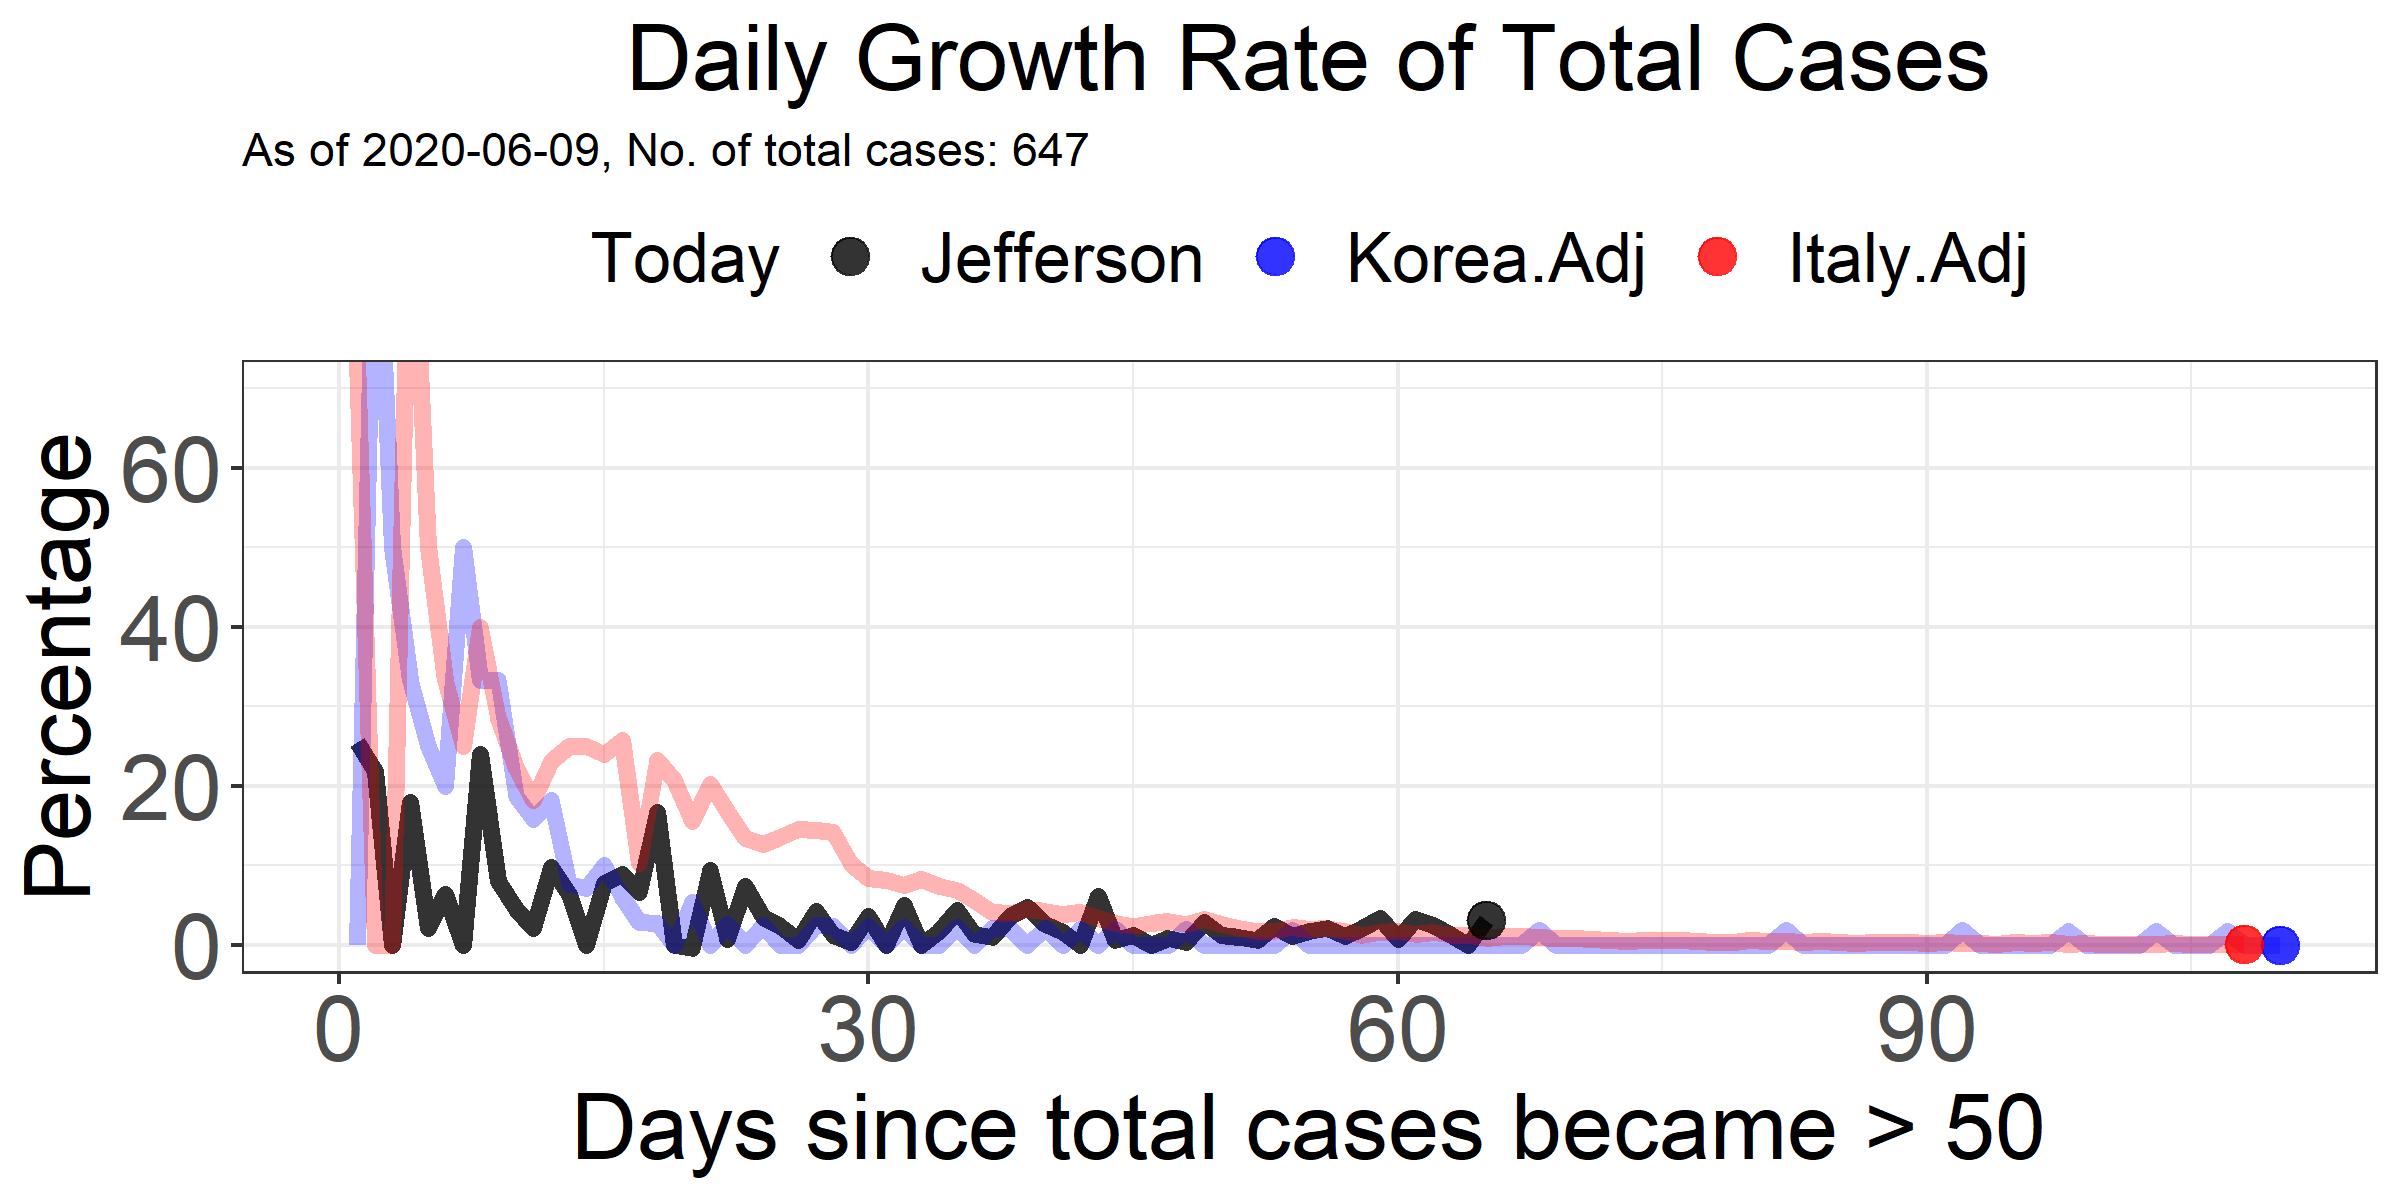 Daily Growth Rate of Total Cases
As of 2020-06-09, No. of total cases: 647
Today Jefferson Korea.Adj Italy.Adj
Percentage
60
40
20
0
0 30 60 90
Days since total cases became > 50